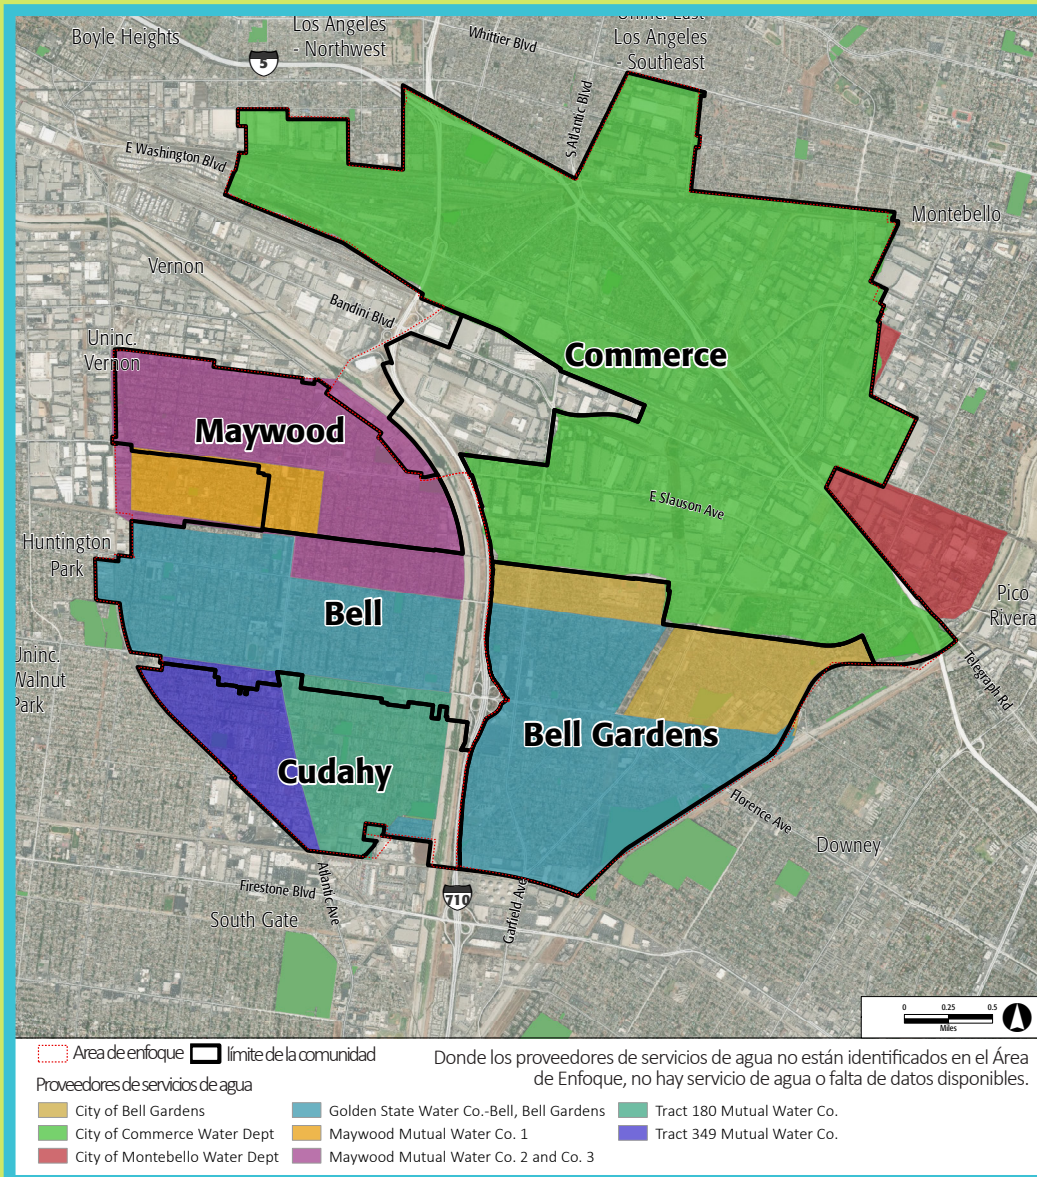 Boyle Heights
Los Angeles
- Northwest
5
Whittier Blvd
Uninc. East
Los Angeles
- Southeast
S Atlantic Blvd
E Washington Blvd
Montebello
Vernon
Bandini Blvd
Uninc.
Vernon
Commerce
Maywood
E Slauson Ave
Huntington
Park
Pico
Rivera
Bell
Uninc.
Walnut
Park
Telegraph Rd
Bell Gardens
Cudahy
Florence Ave
Downey
Atlantic Ave
Firestone Blvd
710
Garfield Ave
South Gate
0 0.25 0.5
Miles
Area de enfoque
límite de la comunidad
Donde los proveedores de servicios de agua no están identificados en el Área
de Enfoque, no hay servicio de agua o falta de datos disponibles.
Proveedores de servicios de agua
City of Bell Gardens
City of Commerce Water Dept
City of Montebello Water Dept
Golden State Water Co.-Bell, Bell Gardens
Maywood Mutual Water Co. 1
Maywood Mutual Water Co. 2 and Co. 3
Tract 180 Mutual Water Co.
Tract 349 Mutual Water Co.